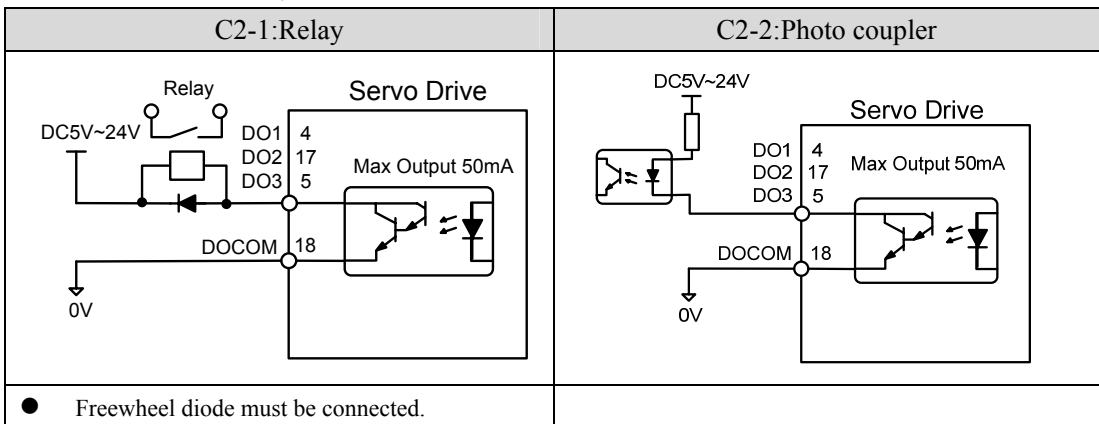 C2-1:Relay
C2-2:Photo coupler
Relay
Servo Drive
DC5V~24V
DO1 4
DO2 17
DO3 5
Max Output 50mA
DOCOM 18
0V
DC5V~24V
Servo Drive
DO1 4
DO2 17
DO3 5
Max Output 50mA
DOCOM 18
0V
● Freewheel diode must be connected.